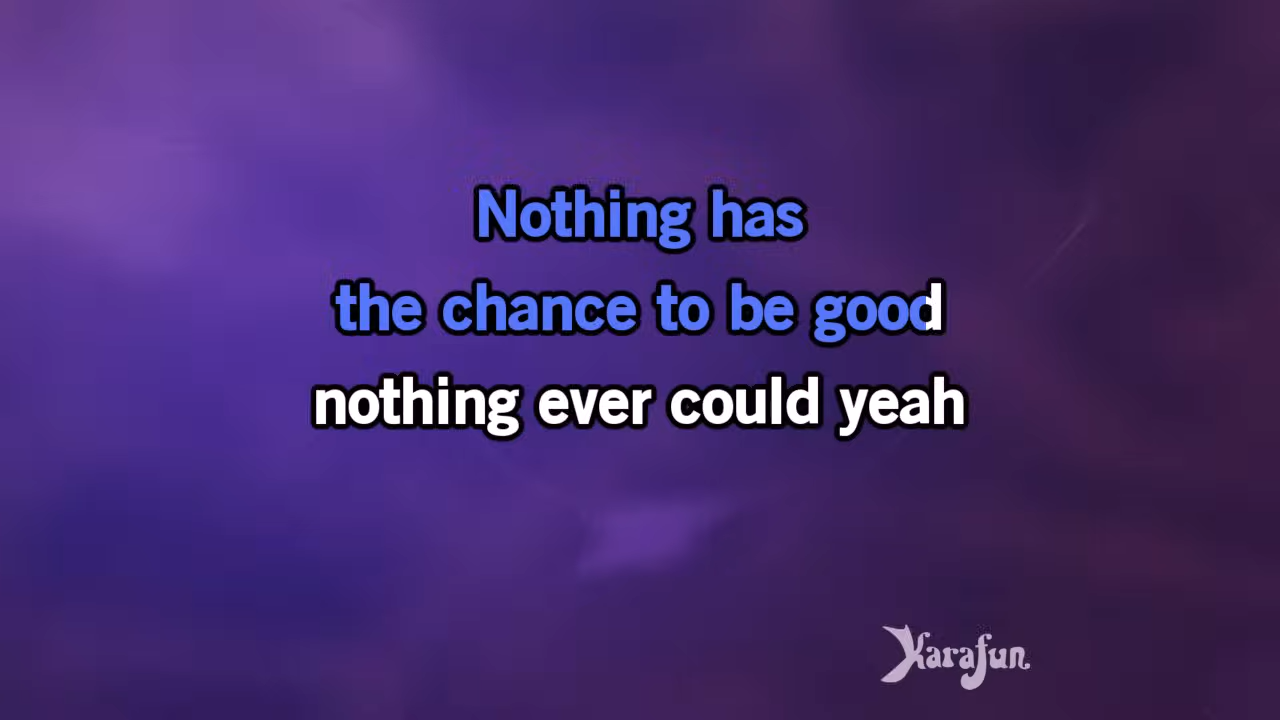 Nothing has
the chance to be good
nothing ever could yeah
Karafun